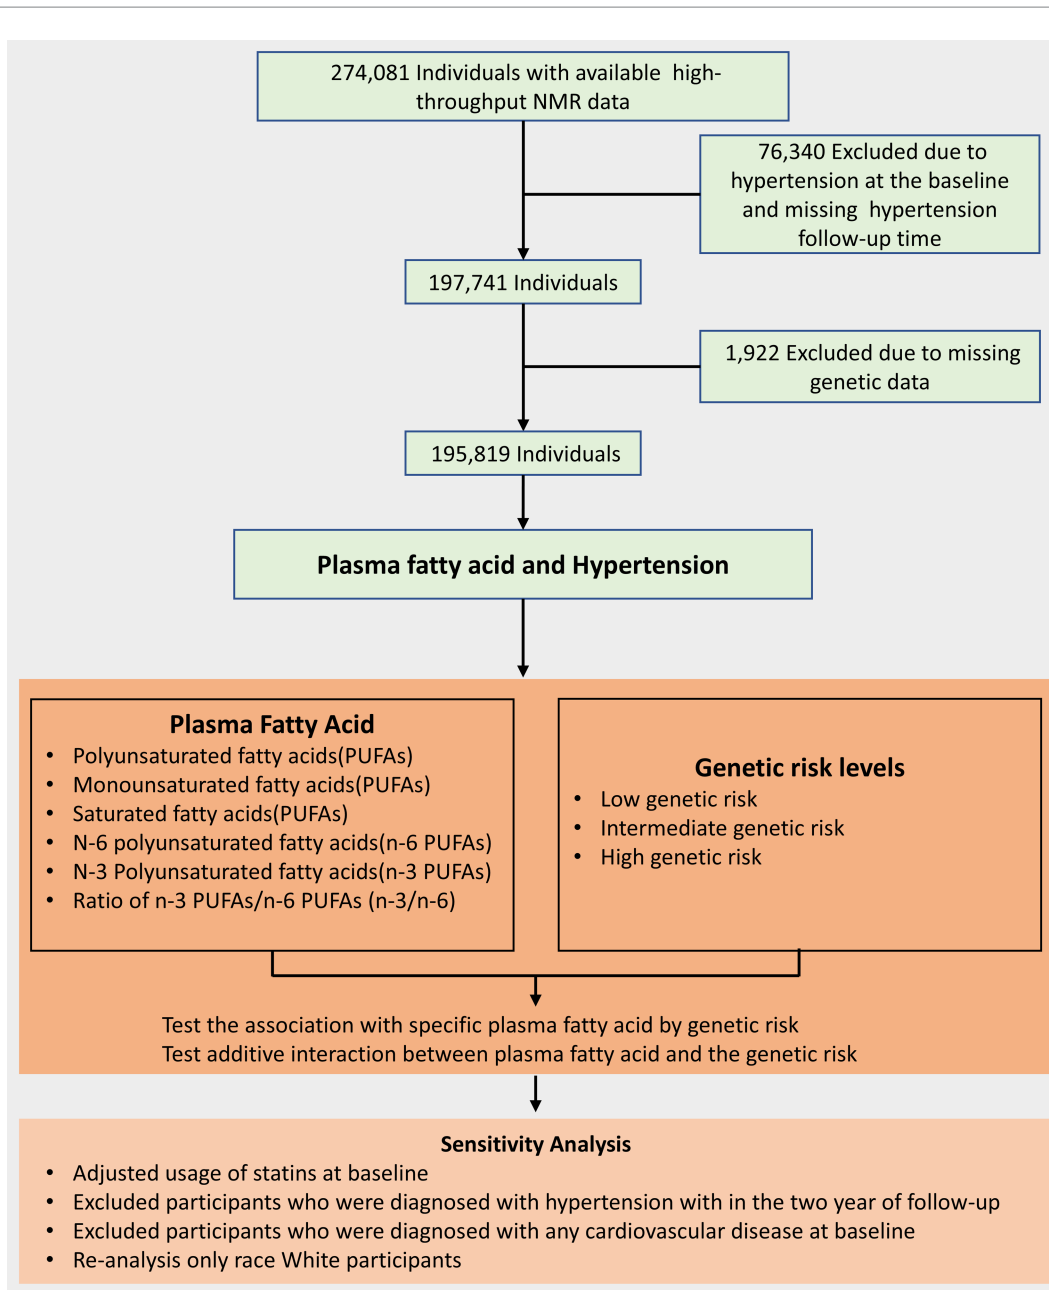 274,081 Individuals with available high-
throughput NMR data
76,340 Excluded due to
hypertension at the baseline
and missing hypertension
follow-up time
197,741 Individuals
1,922 Excluded due to missing
genetic data
195,819 Individuals
Plasma fatty acid and Hypertension
Plasma Fatty Acid
• Polyunsaturated fatty acids(PUFAs)
• Monounsaturated fatty acids(PUFAs)
• Saturated fatty acids(PUFAs)
• N-6 polyunsaturated fatty acids(n-6 PUFAs)
• N-3 Polyunsaturated fatty acids(n-3 PUFAs)
• Ratio of n-3 PUFAs/n-6 PUFAs (n-3/n-6)
Genetic risk levels
• Low genetic risk
• Intermediate genetic risk
• High genetic risk
Test the association with specific plasma fatty acid by genetic risk
Test additive interaction between plasma fatty acid and the genetic risk
Sensitivity Analysis
• Adjusted usage of statins at baseline
• Excluded participants who were diagnosed with hypertension with in the two year of follow-up
• Excluded participants who were diagnosed with any cardiovascular disease at baseline
• Re-analysis only race White participants